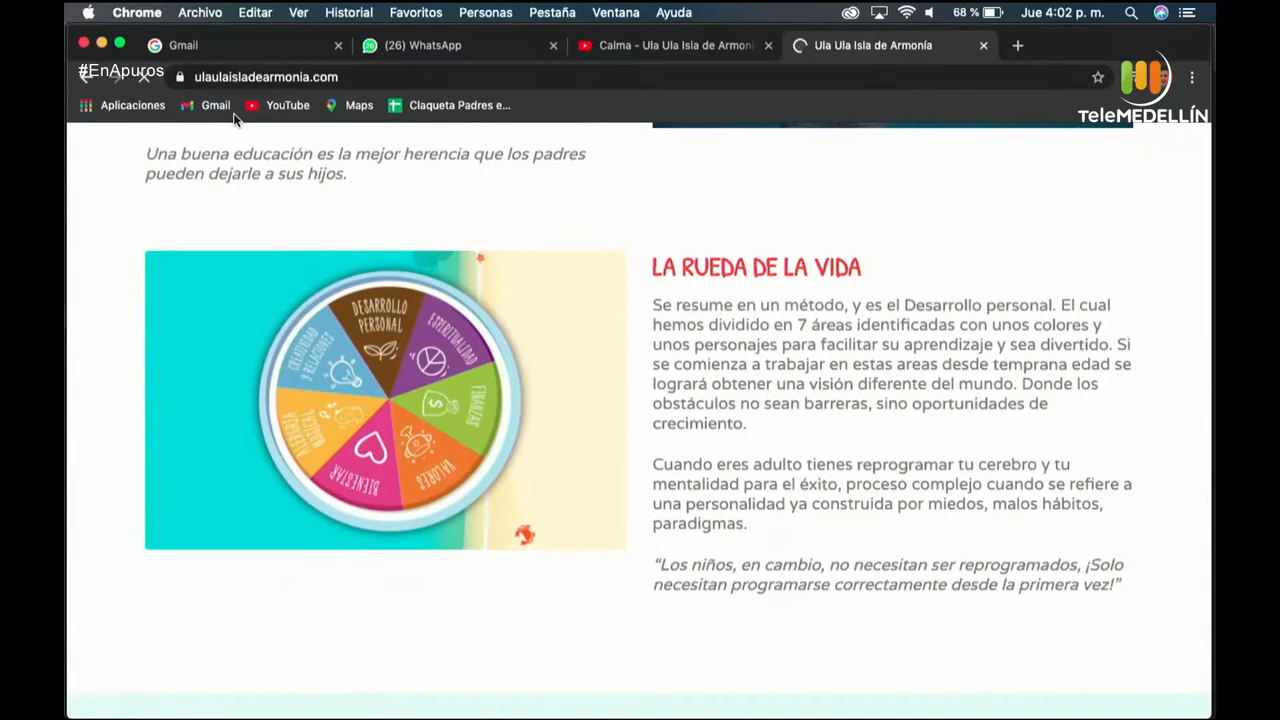 Chrome Archivo Editar Ver Historial Favoritos Personas Pestaña Ventana Ayuda 68 % Jue 4:02 p. m.
Gmail (26) WhatsApp Calma - Ula Ula Isla de Armoní Ula Ula Isla de Armonía
#EnApuros
ulaulaisladearmonia.com
Aplicaciones Gmail YouTube Maps Claqueta Padres e...
TeleMEDELLÍN
Una buena educación es la mejor herencia que los padres
pueden dejarle a sus hijos.
DESARROLLO
PERSONAL
ESPIRITUALIDAD
FINANZAS
VALORES
BIENESTAR
CREATIVIDAD
Y RELACIONES
LA RUEDA DE LA VIDA
Se resume en un método, y es el Desarrollo personal. El cual
hemos dividido en 7 áreas identificadas con unos colores y
unos personajes para facilitar su aprendizaje y sea divertido. Si
se comienza a trabajar en estas areas desde temprana edad se
logrará obtener una visión diferente del mundo. Donde los
obstáculos no sean barreras, sino oportunidades de
crecimiento.
Cuando eres adulto tienes reprogramar tu cerebro y tu
mentalidad para el éxito, proceso complejo cuando se refiere a
una personalidad ya construida por miedos, malos hábitos,
paradigmas.
“Los niños, en cambio, no necesitan ser reprogramados, ¡Solo
necesitan programarse correctamente desde la primera vez!”